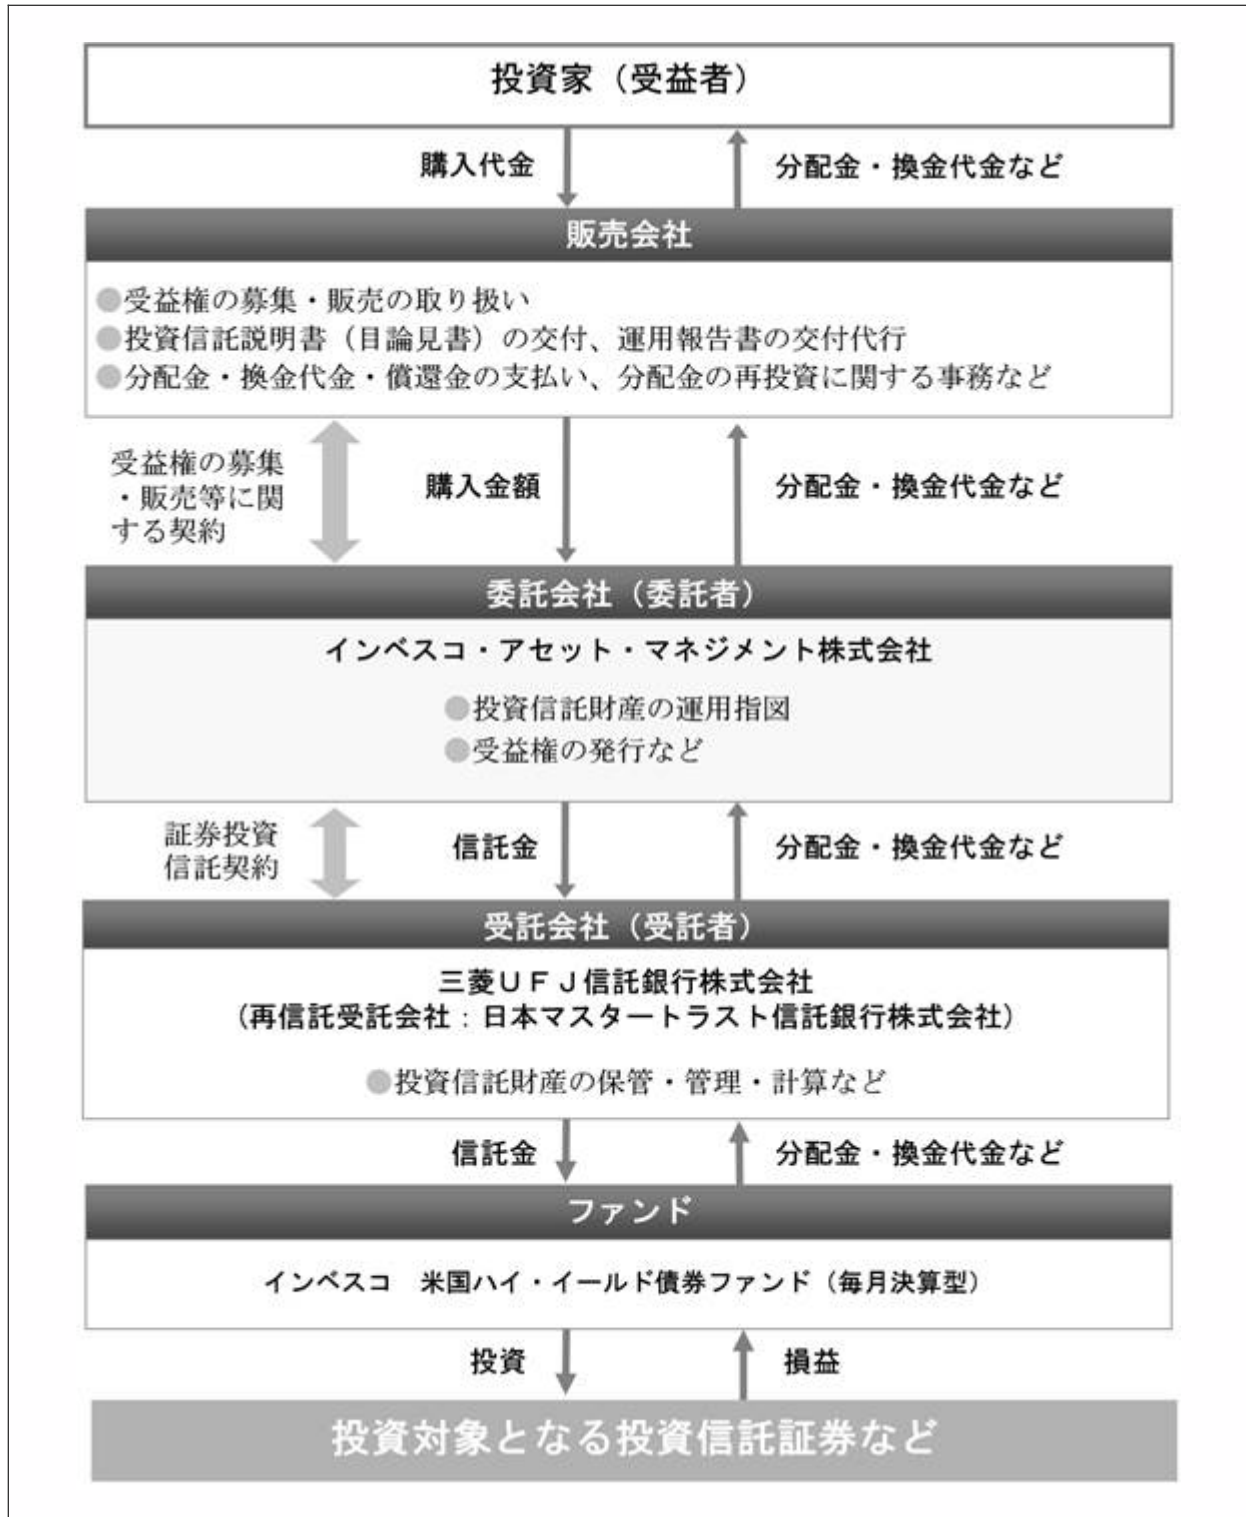 投資家（受益者）
購入代金
分配金・換金代金など
販売会社
●受益権の募集・販売の取り扱い
●投資信託説明書（目論見書）の交付、運用報告書の交付代行
●分配金・換金代金・償還金の支払い、分配金の再投資に関する事務など
受益権の募集
・販売等に関
する契約
購入金額
分配金・換金代金など
委託会社（委託者）
インベスコ・アセット・マネジメント株式会社
●投資信託財産の運用指図
●受益権の発行など
証券投資
信託契約
信託金
分配金・換金代金など
受託会社（受託者）
三菱ＵＦＪ信託銀行株式会社
（再信託受託会社：日本マスタートラスト信託銀行株式会社）
●投資信託財産の保管・管理・計算など
信託金
分配金・換金代金など
ファンド
インベスコ　米国ハイ・イールド債券ファンド（毎月決算型）
投資
損益
投資対象となる投資信託証券など